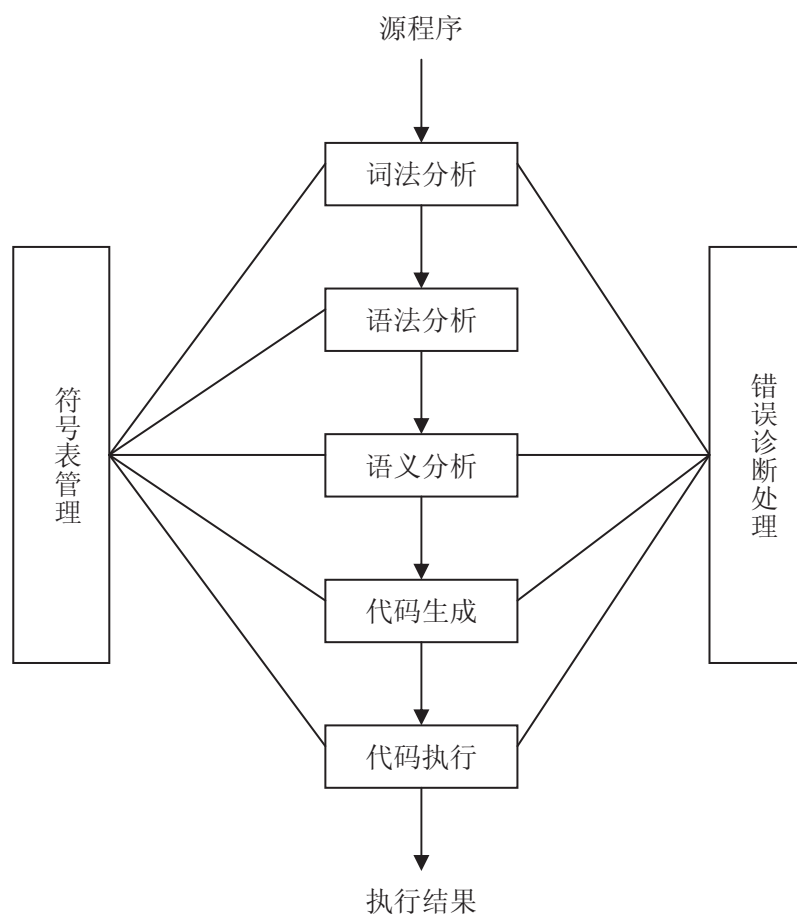 源程序
词法分析
语法分析
符号表管理
语义分析
错误诊断处理
代码生成
代码执行
执行结果